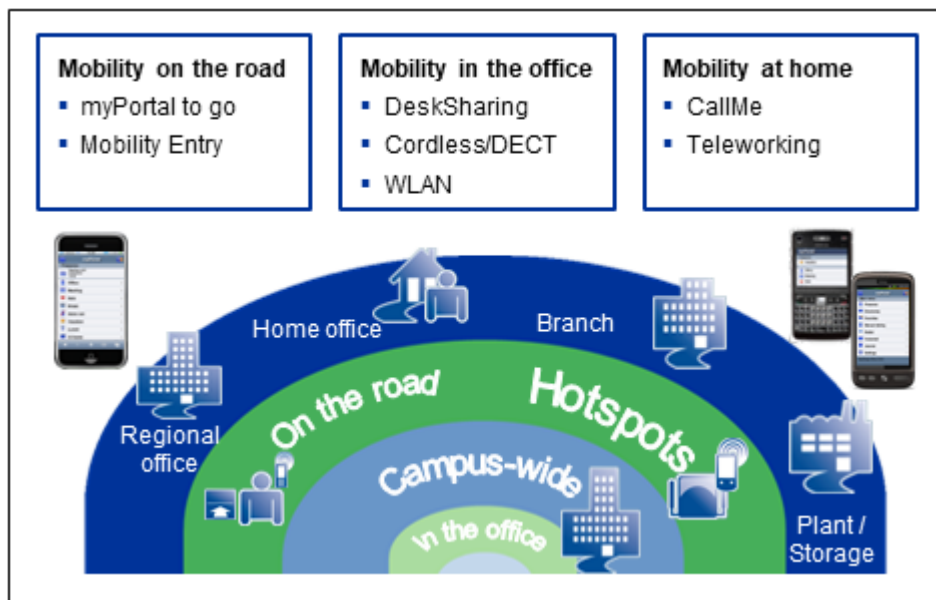 Mobility on the road
▪ myPortal to go
▪ Mobility Entry
Mobility in the office
▪ DeskSharing
▪ Cordless/DECT
▪ WLAN
Mobility at home
▪ CallMe
▪ Teleworking
Home office
Branch
Regional
office
On the road
Hotspots
Campus-wide
In the office
Plant /
Storage